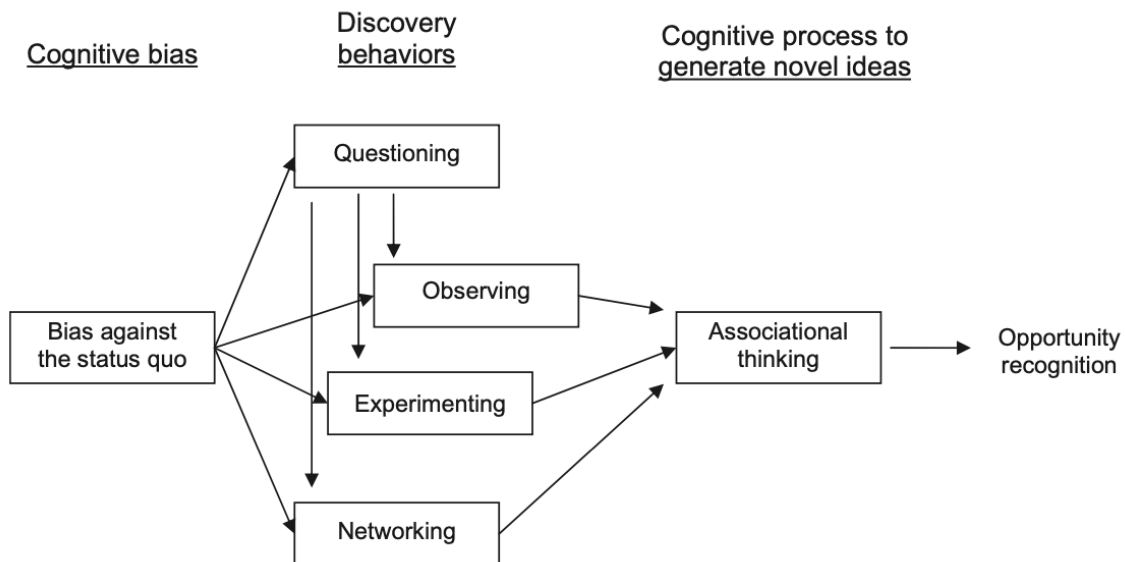 Cognitive bias
Discovery
behaviors
Cognitive process to
generate novel ideas
Questioning
Observing
Bias against
the status quo
Associational
thinking
Opportunity
recognition
Experimenting
Networking